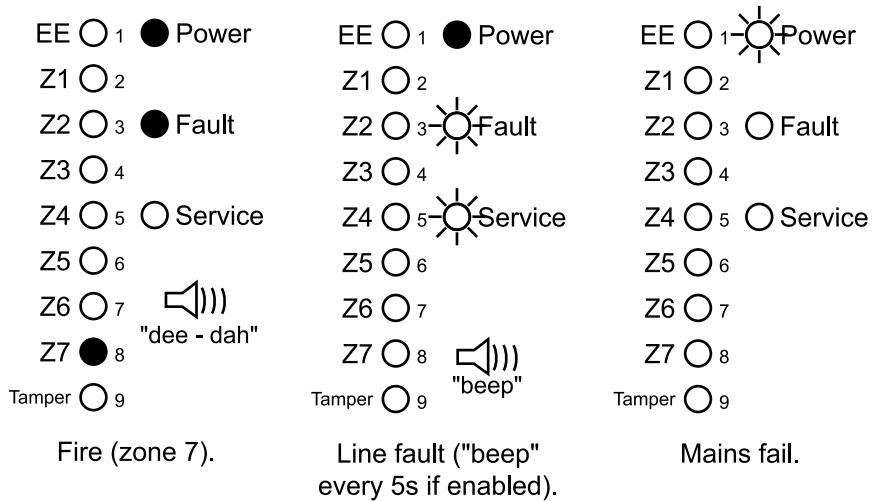 EE 1 Power
Z1 2
Z2 3 Fault
Z3 4
Z4 5 Service
Z5 6
Z6 7
"dee - dah"
Z7 8
Tamper 9
Fire (zone 7).
EE 1 Power
Z1 2
Z2 3 Fault
Z3 4
Z4 5 Service
Z5 6
Z6 7
Z7 8
"beep"
Tamper 9
Line fault ("beep"
every 5s if enabled).
EE 1 Power
Z1 2
Z2 3 Fault
Z3 4
Z4 5 Service
Z5 6
Z6 7
Z7 8
Tamper 9
Mains fail.